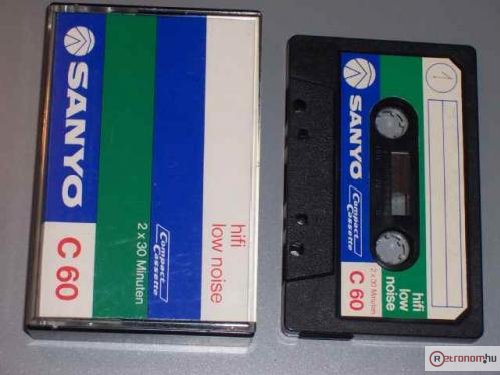 SANYO
C 60
Compact
Cassette
2 x 30 Minuten
hifi
low noise
1
SANYO
C 60
Compact
Cassette
2 x 30 Minuten
hifi
low
noise
Retronom.hu